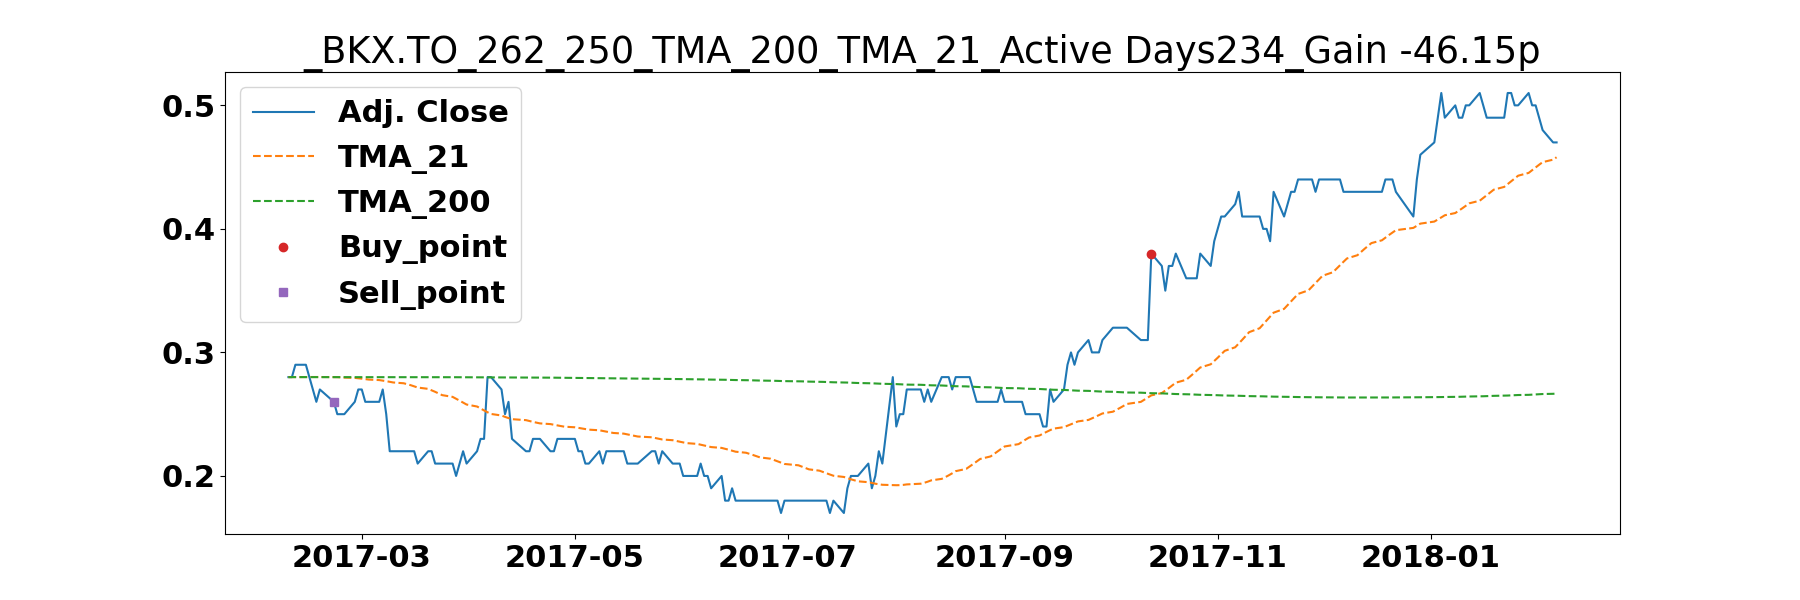 _BKX.TO_262_250_TMA_200_TMA_21_Active Days234_Gain -46.15p
Adj. Close
TMA_21
TMA_200
Buy_point
Sell_point
0.5
0.4
0.3
0.2
2017-03 2017-05 2017-07 2017-09 2017-11 2018-01